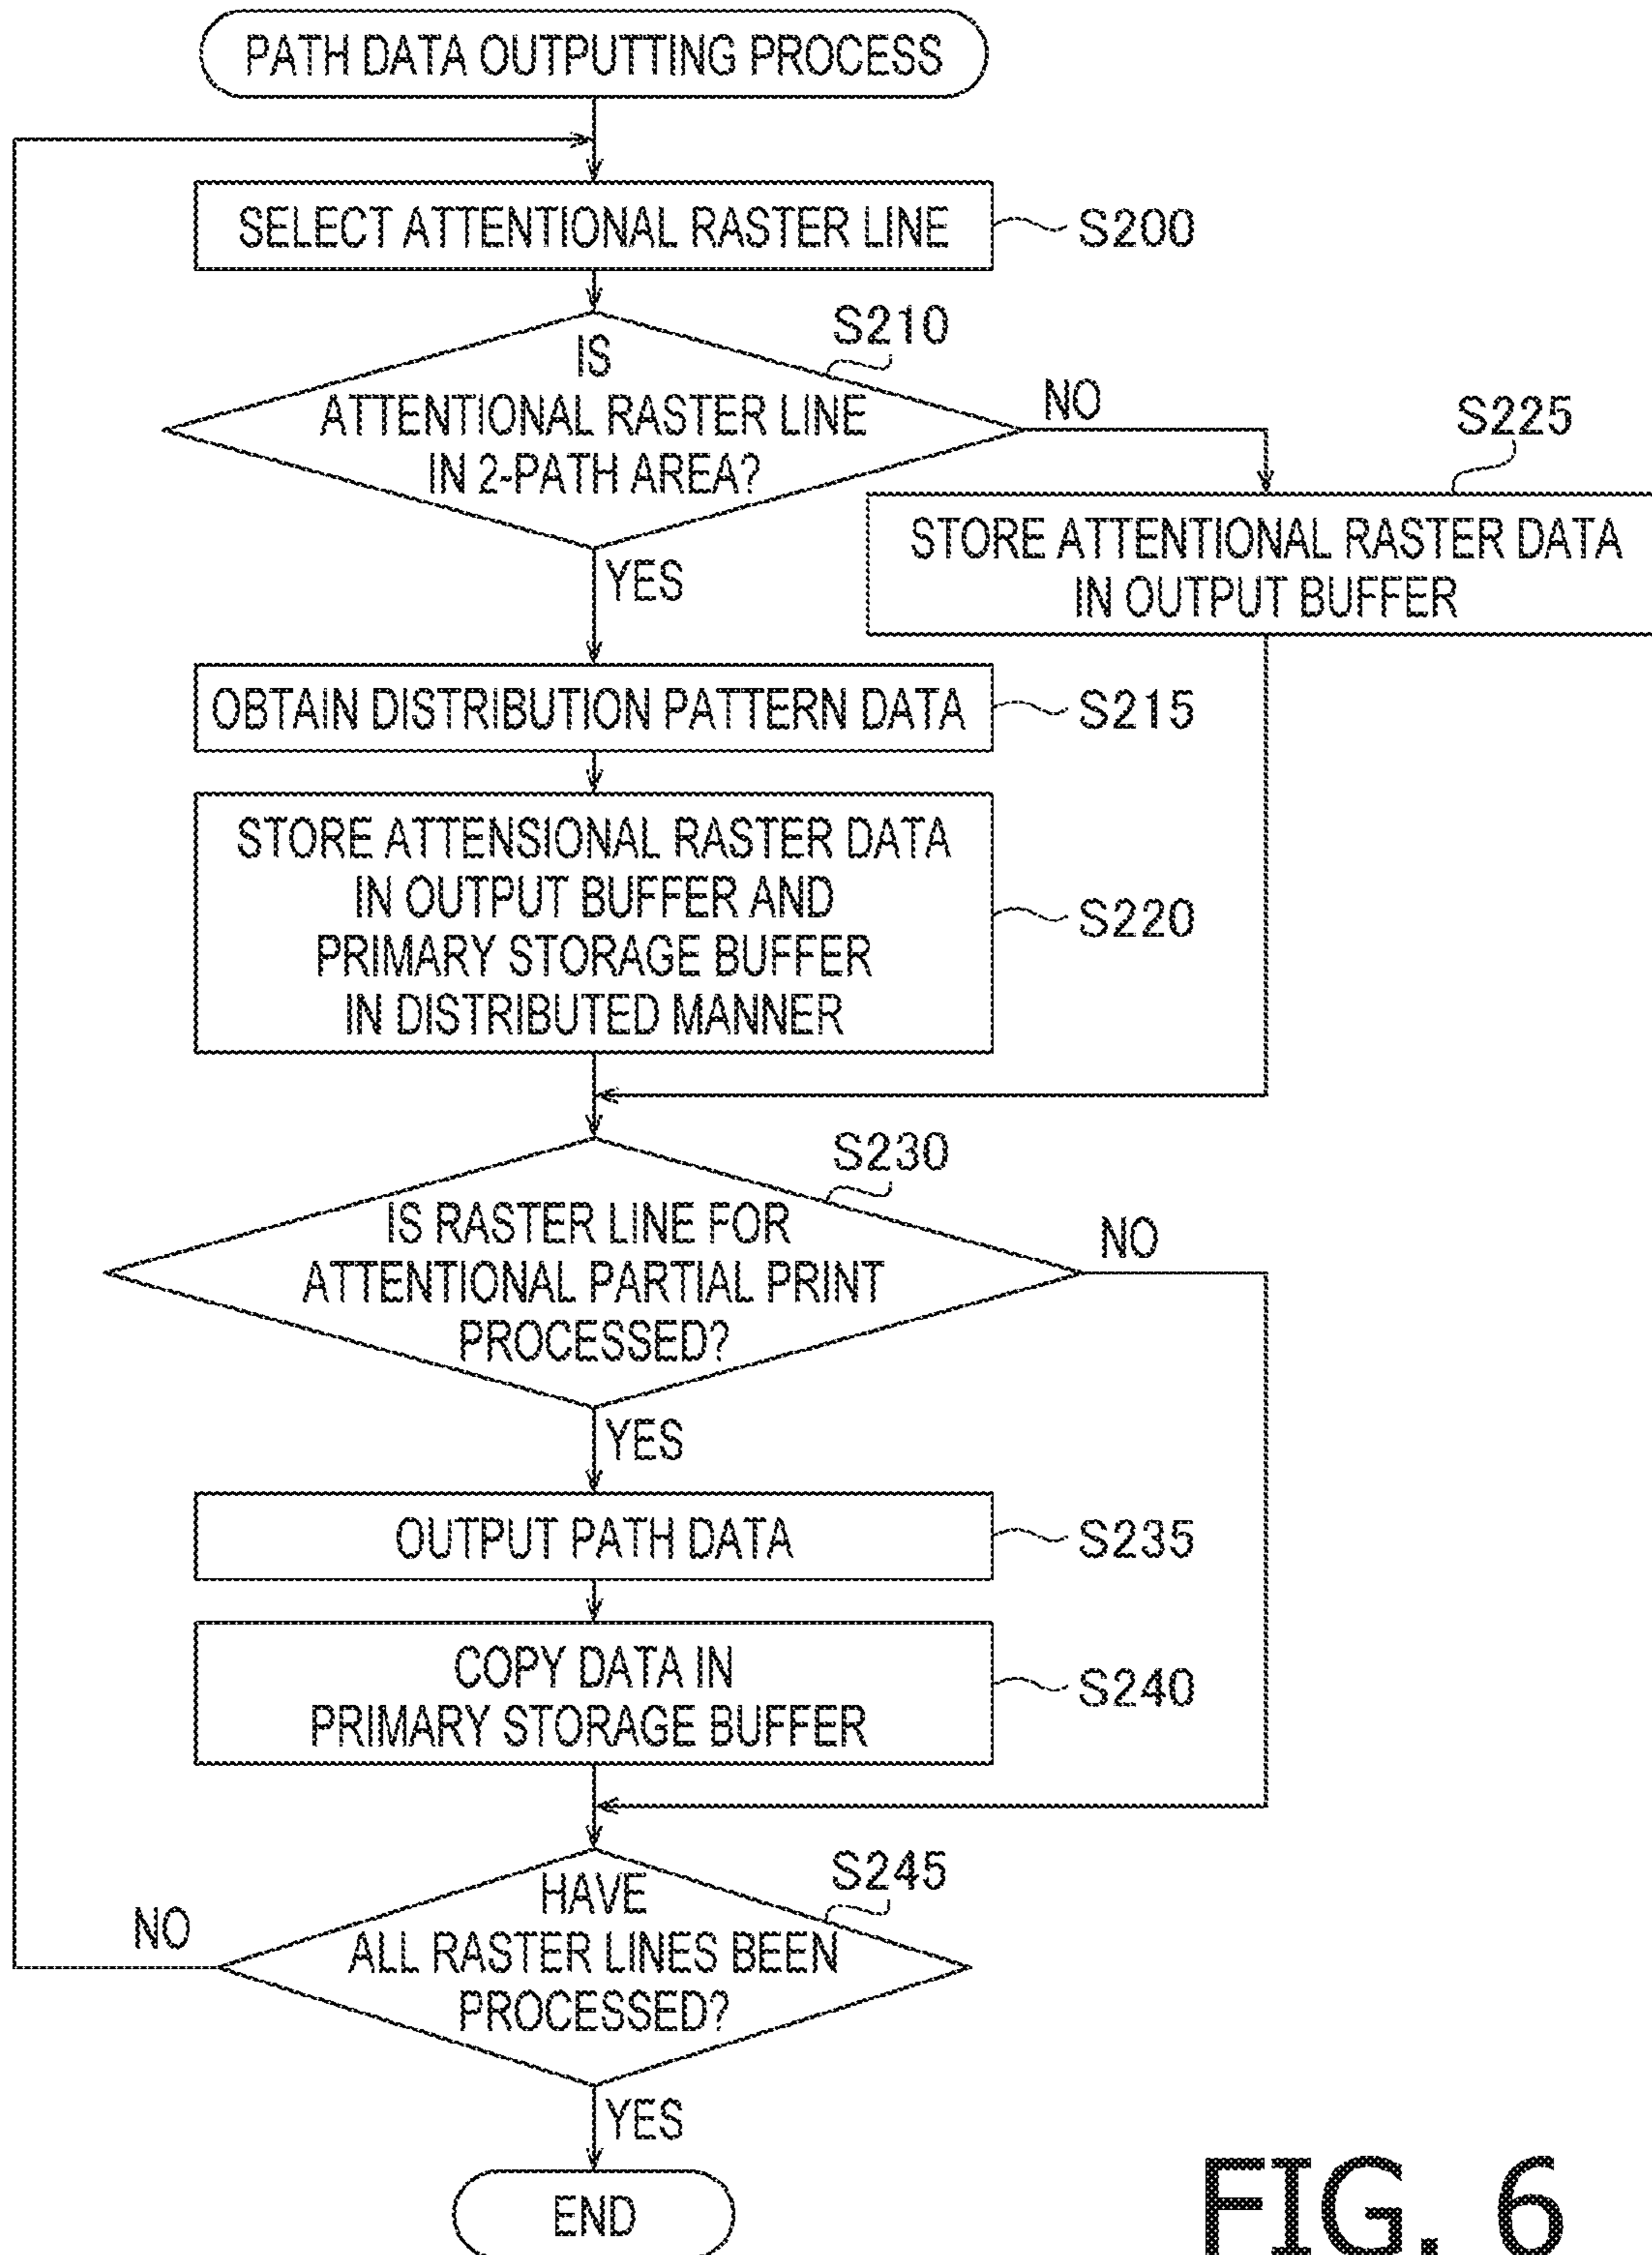 PATH DATA OUTPUTTING PROCESS
SELECT ATTENTIONAL RASTER LINE
S200
S210
IS
ATTENTIONAL RASTER LINE
IN 2-PATH AREA?
NO
S225
STORE ATTENTIONAL RASTER DATA
IN OUTPUT BUFFER
YES
OBTAIN DISTRIBUTION PATTERN DATA
S215
STORE ATTENSIONAL RASTER DATA
IN OUTPUT BUFFER AND
PRIMARY STORAGE BUFFER
IN DISTRIBUTED MANNER
S220
S230
IS RASTER LINE FOR
ATTENTIONAL PARTIAL PRINT
PROCESSED?
NO
YES
OUTPUT PATH DATA
S235
COPY DATA IN
PRIMARY STORAGE BUFFER
S240
S245
HAVE
ALL RASTER LINES BEEN
PROCESSED?
NO
YES
END
FIG. 6